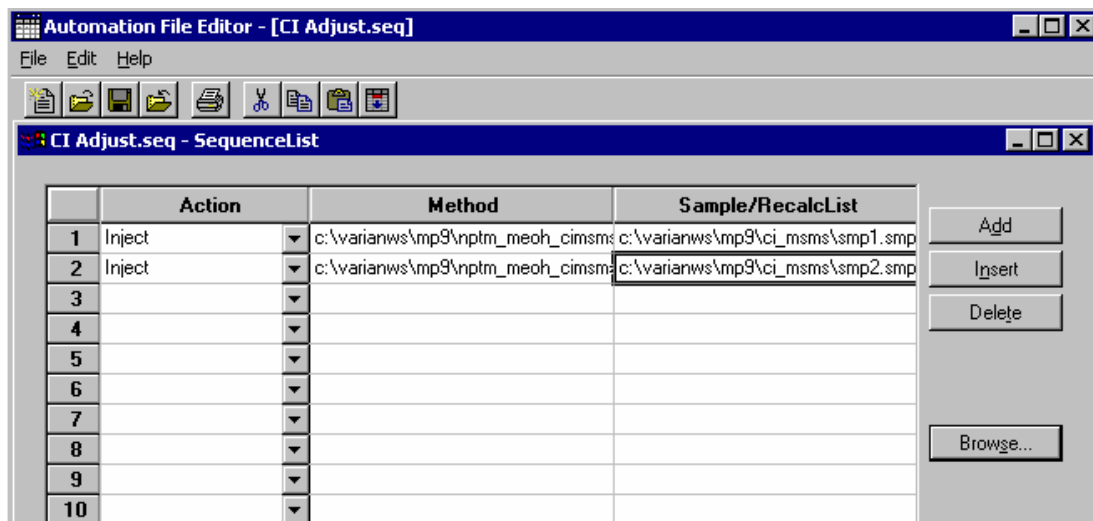 Automation File Editor - [CI Adjust.seq]
File Edit Help
CI Adjust.seq - SequenceList
Action Method Sample/RecalcList
1 Inject c:\varianws\mp9\nptm_meoh_cimsms c:\varianws\mp9\ci_msms\smp1.smp
2 Inject c:\varianws\mp9\nptm_meoh_cimsms c:\varianws\mp9\ci_msms\smp2.smp
3
4
5
6
7
8
9
10
Add
Insert
Delete
Browse...